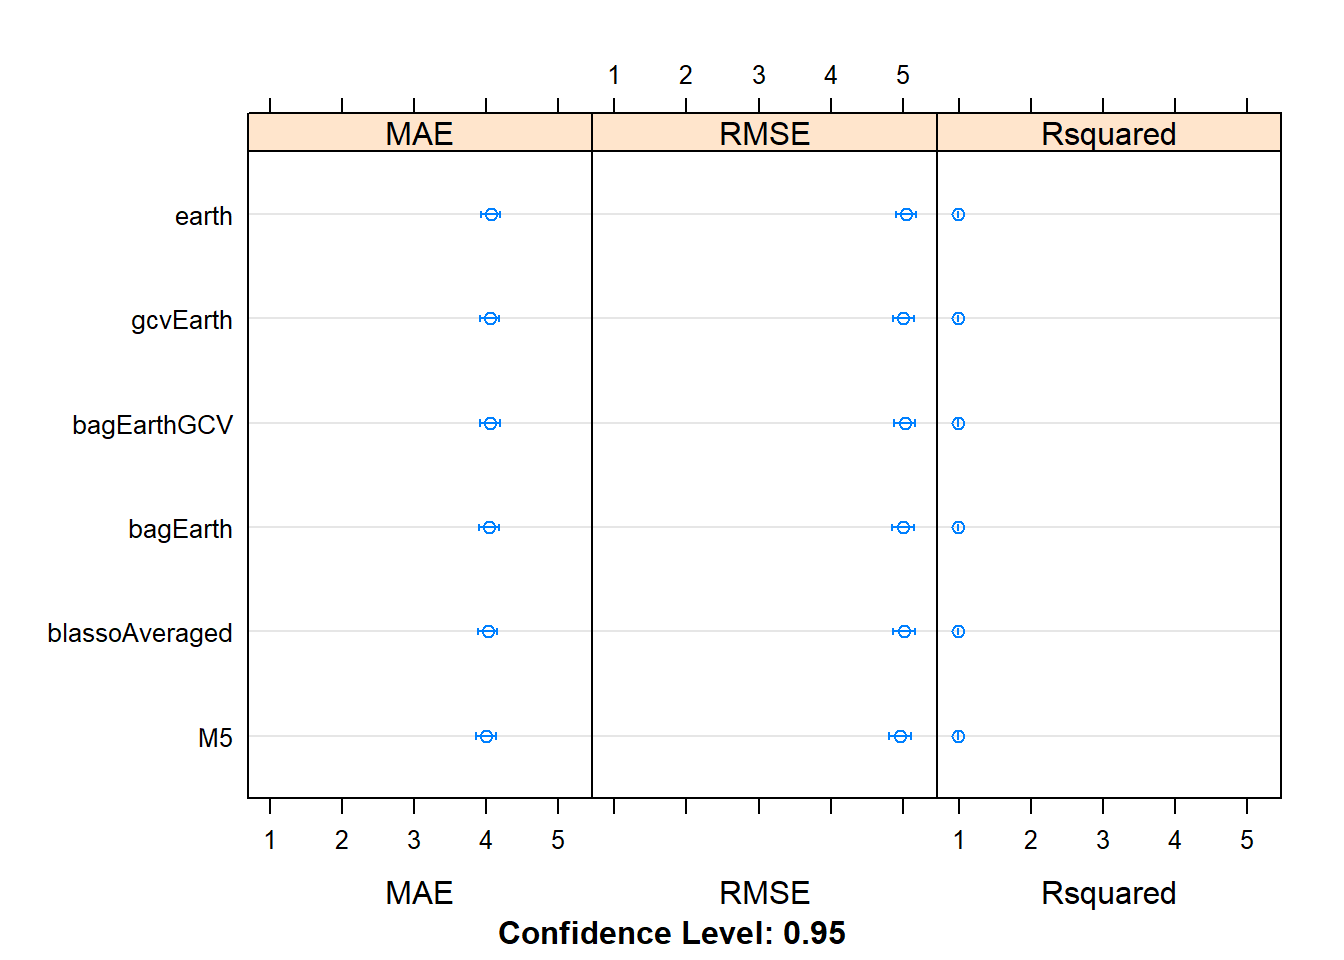 1 2 3 4 5
MAE RMSE Rsquared
earth
gcvEarth
bagEarthGCV
bagEarth
blassoAveraged
M5
1 2 3 4 5 1 2 3 4 5
MAE RMSE Rsquared
Confidence Level: 0.95